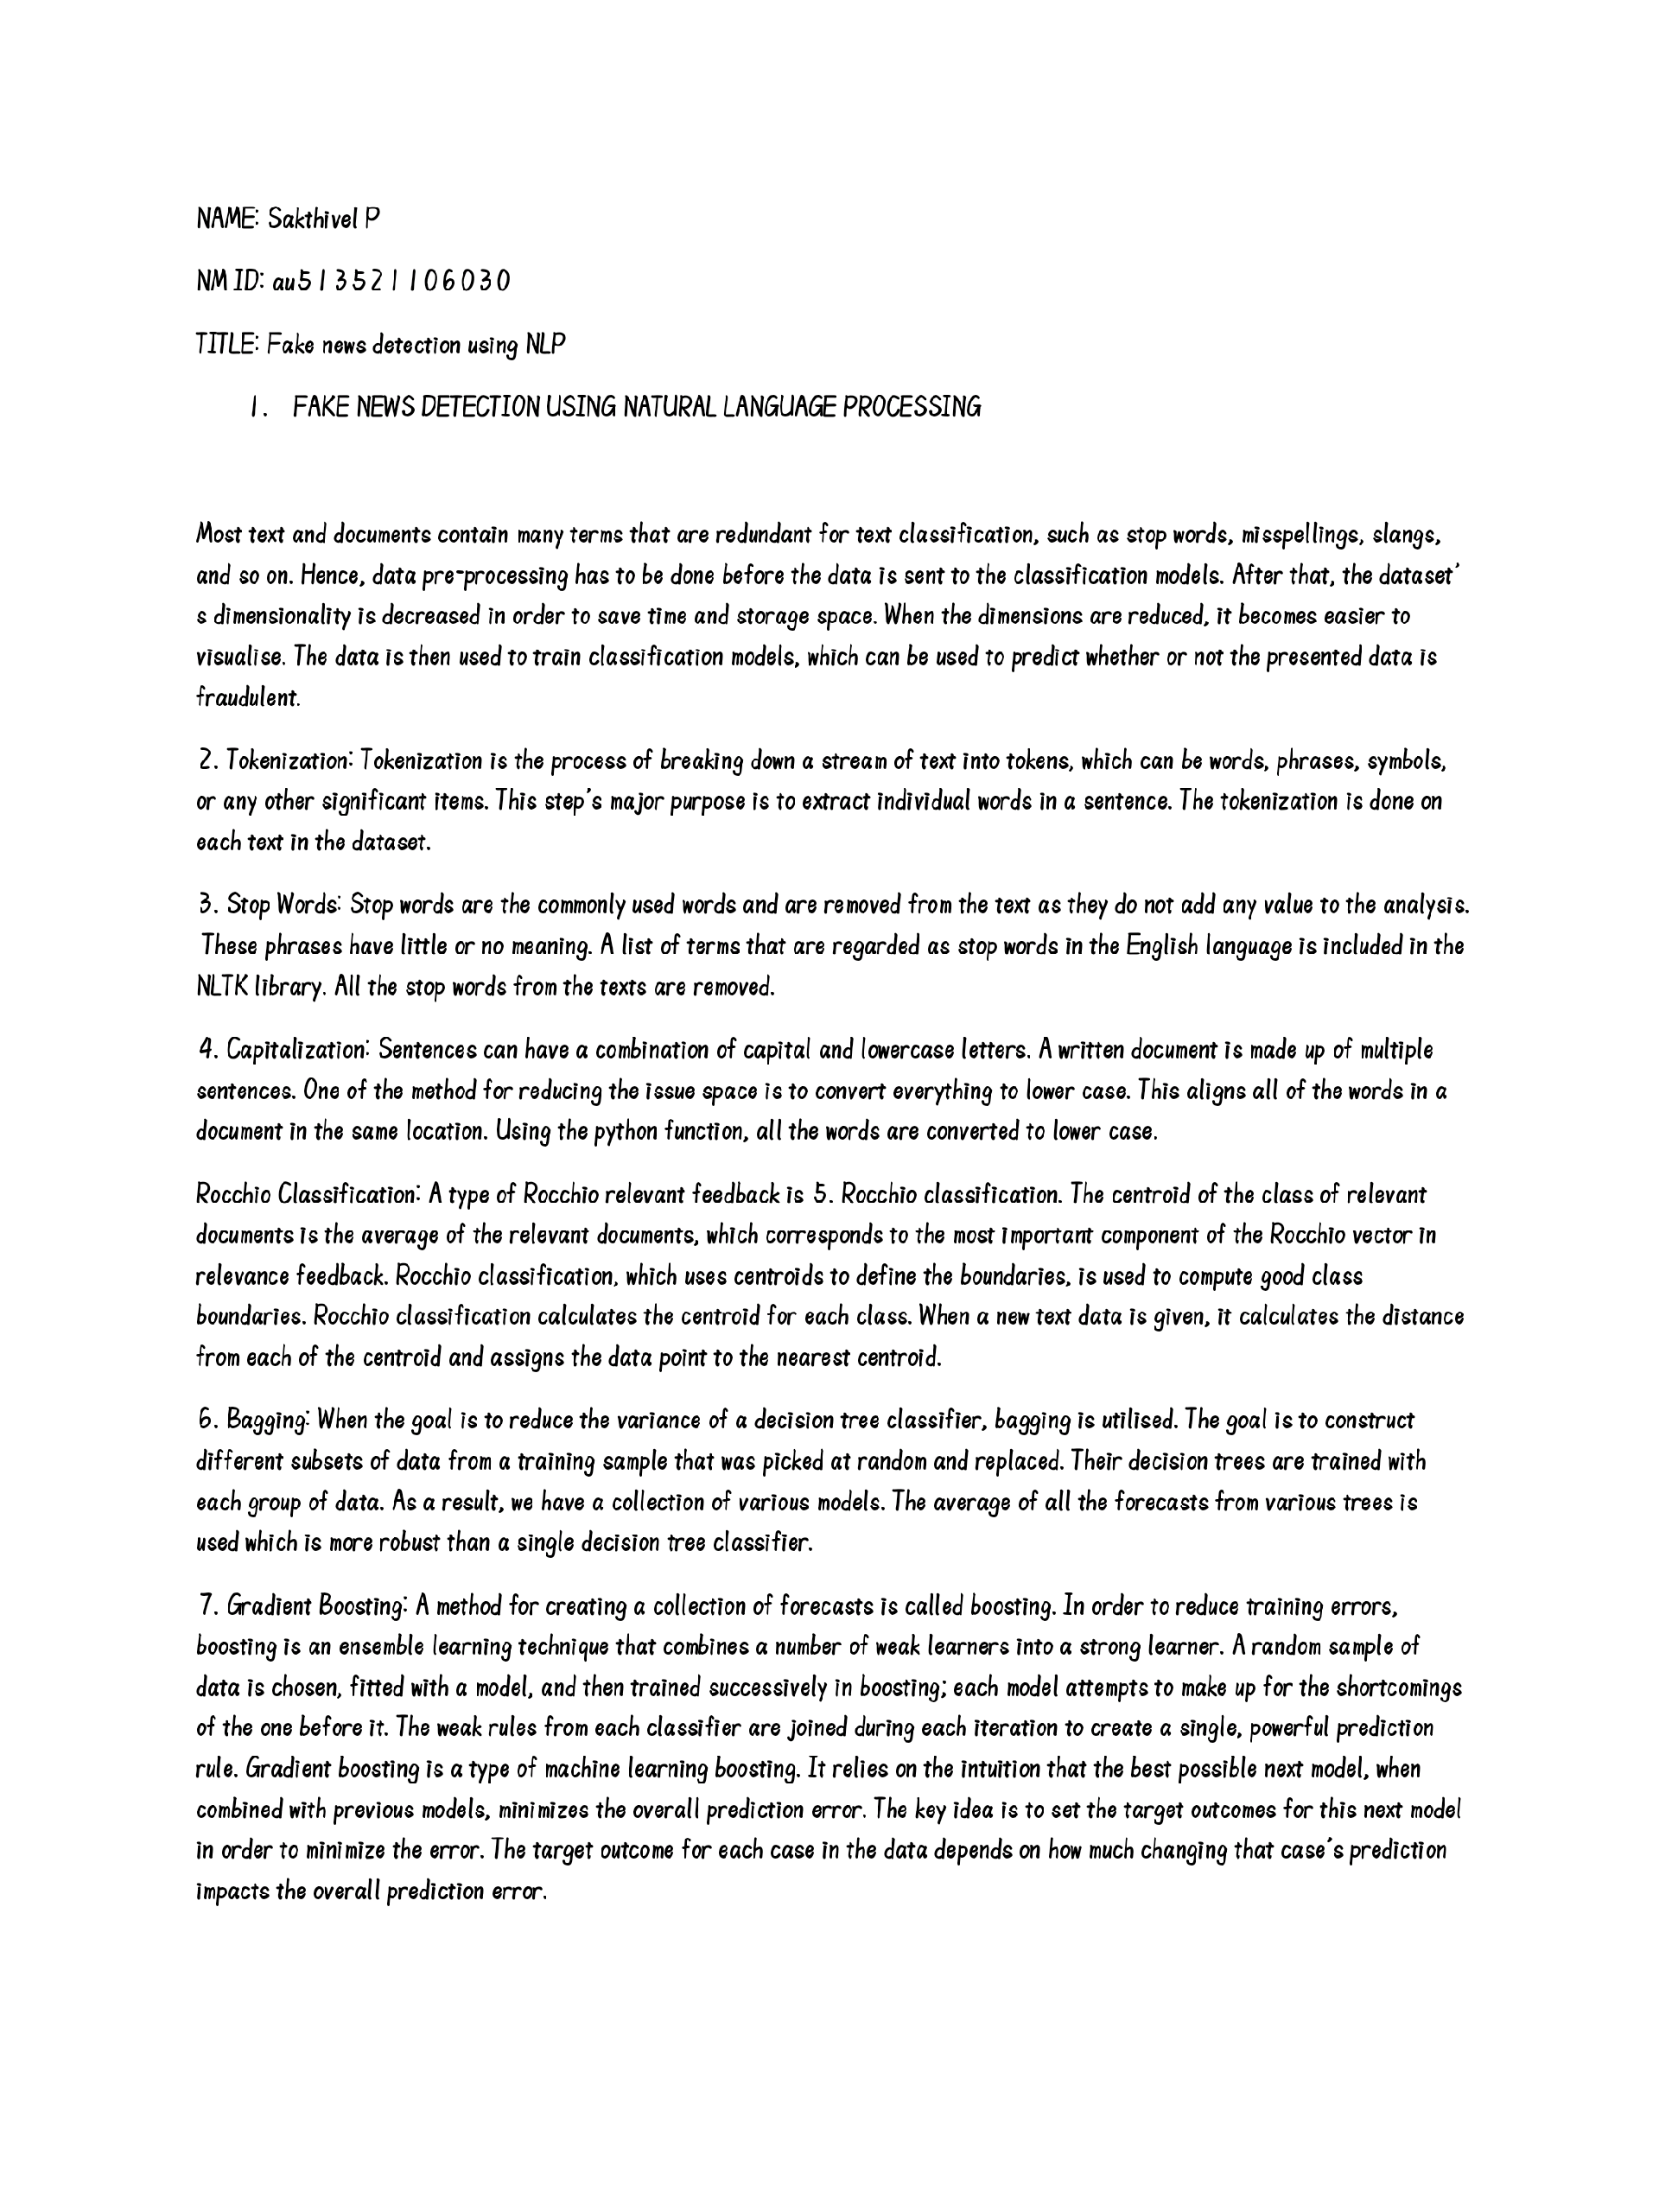 NAME: Sakthivel P
NM ID: au513521106030
TITLE: Fake news detection using NLP
1. FAKE NEWS DETECTION USING NATURAL LANGUAGE PROCESSING
Most text and documents contain many terms that are redundant for text classification, such as stop words, misspellings, slangs,
and so on. Hence, data pre-processing has to be done before the data is sent to the classification models. After that, the dataset'
s dimensionality is decreased in order to save time and storage space. When the dimensions are reduced, it becomes easier to
visualise. The data is then used to train classification models, which can be used to predict whether or not the presented data is
fraudulent.
2. Tokenization: Tokenization is the process of breaking down a stream of text into tokens, which can be words, phrases, symbols,
or any other significant items. This step's major purpose is to extract individual words in a sentence. The tokenization is done on
each text in the dataset.
3. Stop Words: Stop words are the commonly used words and are removed from the text as they do not add any value to the analysis.
These phrases have little or no meaning. A list of terms that are regarded as stop words in the English language is included in the
NLTK library. All the stop words from the texts are removed.
4. Capitalization: Sentences can have a combination of capital and lowercase letters. A written document is made up of multiple
sentences. One of the method for reducing the issue space is to convert everything to lower case. This aligns all of the words in a
document in the same location. Using the python function, all the words are converted to lower case.
Rocchio Classification: A type of Rocchio relevant feedback is 5. Rocchio classification. The centroid of the class of relevant
documents is the average of the relevant documents, which corresponds to the most important component of the Rocchio vector in
relevance feedback. Rocchio classification, which uses centroids to define the boundaries, is used to compute good class
boundaries. Rocchio classification calculates the centroid for each class. When a new text data is given, it calculates the distance
from each of the centroid and assigns the data point to the nearest centroid.
6. Bagging: When the goal is to reduce the variance of a decision tree classifier, bagging is utilised. The goal is to construct
different subsets of data from a training sample that was picked at random and replaced. Their decision trees are trained with
each group of data. As a result, we have a collection of various models. The average of all the forecasts from various trees is
used which is more robust than a single decision tree classifier.
7. Gradient Boosting: A method for creating a collection of forecasts is called boosting. In order to reduce training errors,
boosting is an ensemble learning technique that combines a number of weak learners into a strong learner. A random sample of
data is chosen, fitted with a model, and then trained successively in boosting; each model attempts to make up for the shortcomings
of the one before it. The weak rules from each classifier are joined during each iteration to create a single, powerful prediction
rule. Gradient boosting is a type of machine learning boosting. It relies on the intuition that the best possible next model, when
combined with previous models, minimizes the overall prediction error. The key idea is to set the target outcomes for this next model
in order to minimize the error. The target outcome for each case in the data depends on how much changing that case's prediction
impacts the overall prediction error.